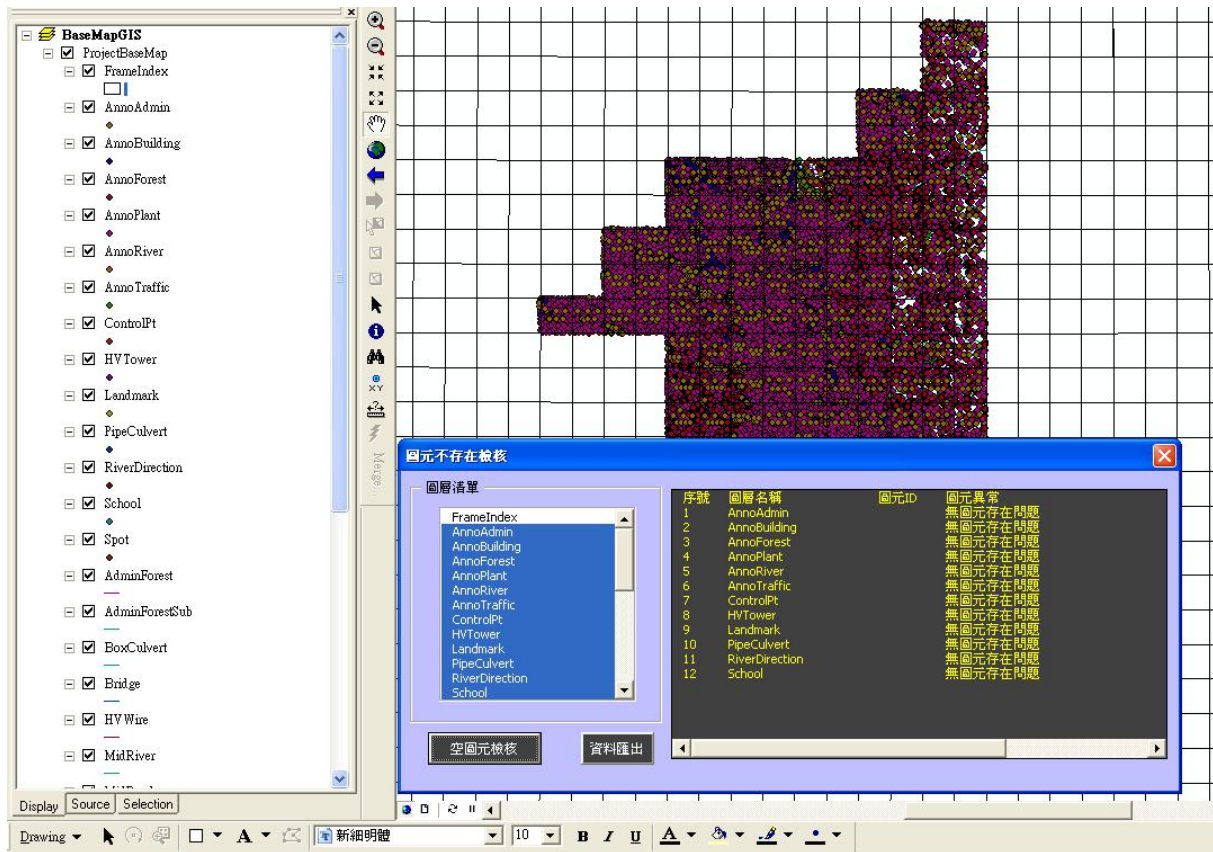 BaseMapGIS
ProjectBaseMap
FrameIndex
AnnoAdmin
AnnoBuilding
AnnoForest
AnnoPlant
AnnoRiver
AnnoTraffic
ControlPt
HVTower
Landmark
PipeCulvert
RiverDirection
School
Spot
AdminForest
AdminForestSub
BoxCulvert
Bridge
HVWire
MidRiver
Display Source Selection
XY
Merge...
圖元不存在檢核
圖層清單
FrameIndex
AnnoAdmin
AnnoBuilding
AnnoForest
AnnoPlant
AnnoRiver
AnnoTraffic
ControlPt
HVTower
Landmark
PipeCulvert
RiverDirection
School
空圖元檢核 資料匯出
序號 圖層名稱 圖元ID 圖元異常
1 AnnoAdmin 無圖元存在問題
2 AnnoBuilding 無圖元存在問題
3 AnnoForest 無圖元存在問題
4 AnnoPlant 無圖元存在問題
5 AnnoRiver 無圖元存在問題
6 AnnoTraffic 無圖元存在問題
7 ControlPt 無圖元存在問題
8 HVTower 無圖元存在問題
9 Landmark 無圖元存在問題
10 PipeCulvert 無圖元存在問題
11 RiverDirection 無圖元存在問題
12 School 無圖元存在問題
Drawing A 新細明體 10 B I U A